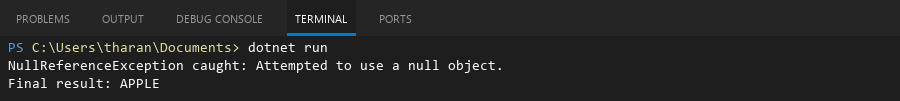 PROBLEMS OUTPUT DEBUG CONSOLE TERMINAL PORTS
PS C:\Users\tharan\Documents> dotnet run
NullReferenceException caught: Attempted to use a null object.
Final result: APPLE